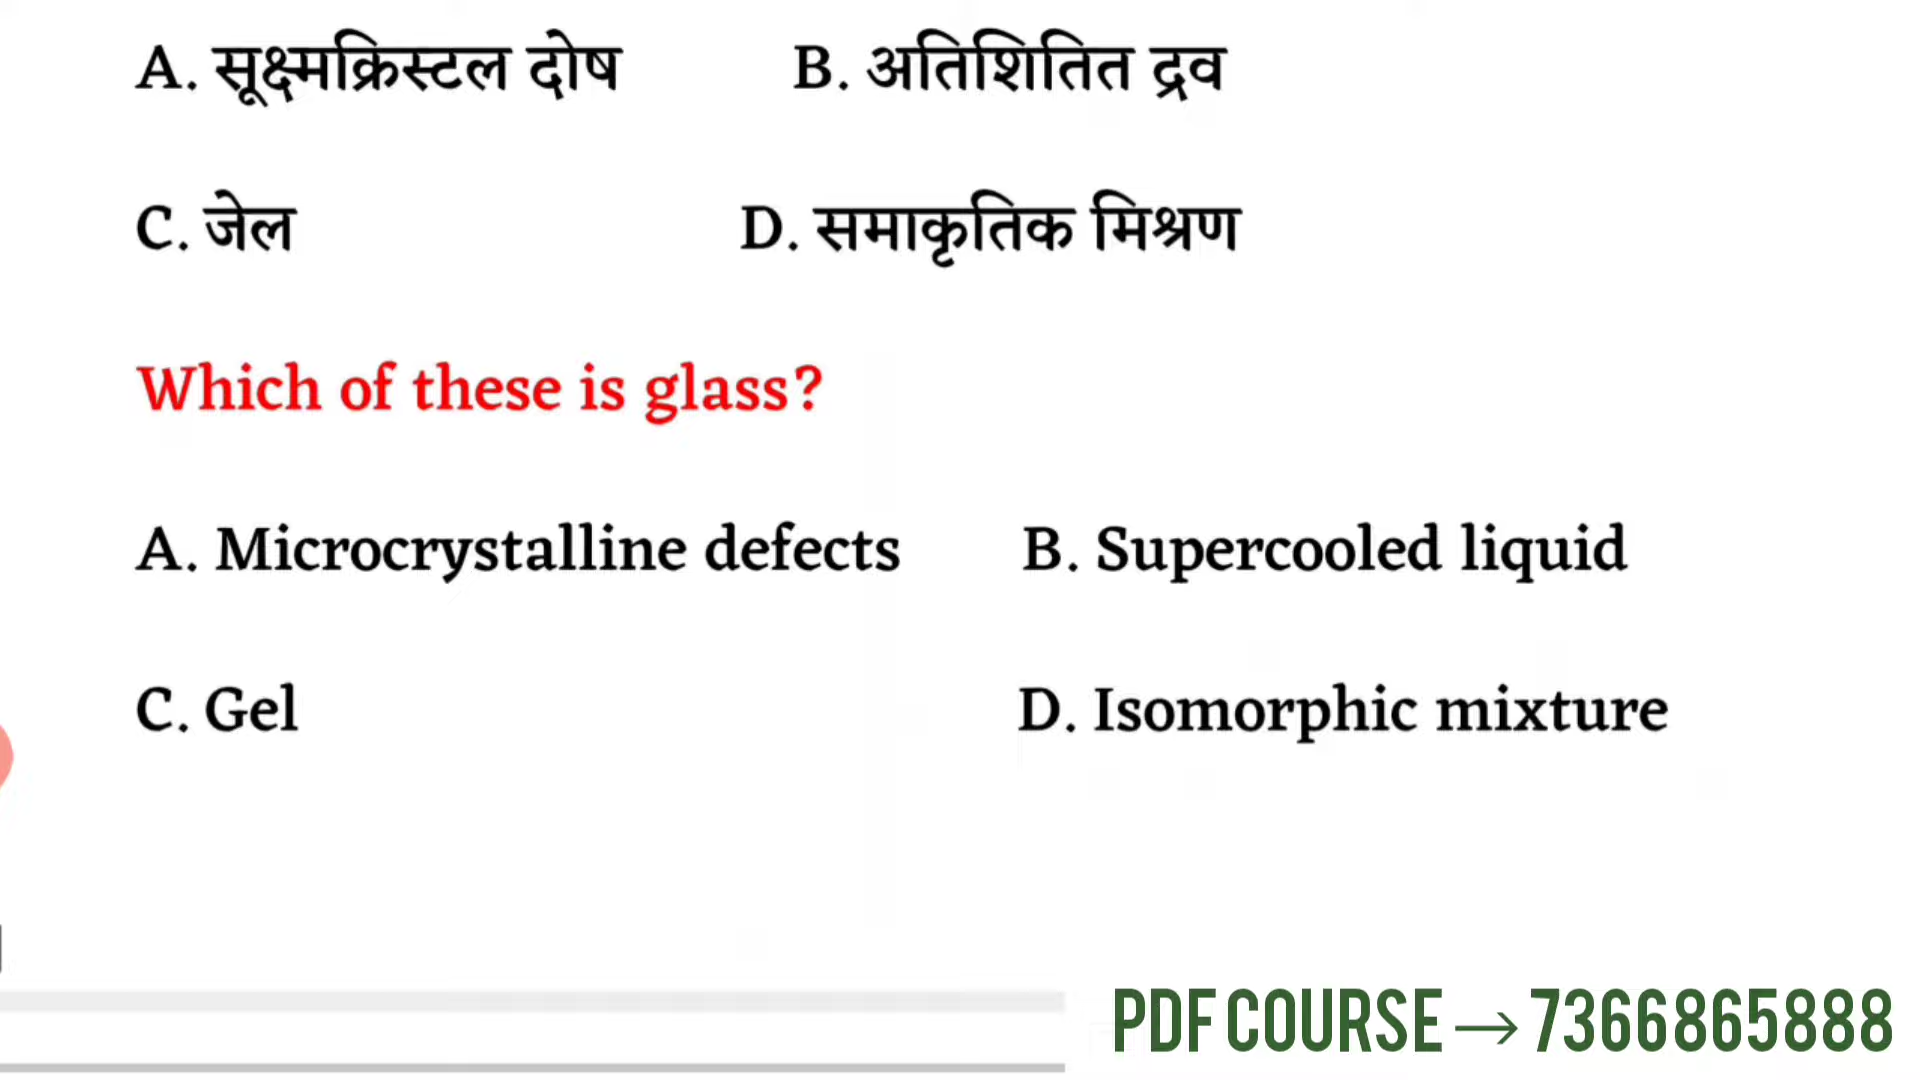 A. सूक्ष्मक्रिस्टल दोष B. अतिशितित द्रव
C. जेल D. समाकृतिक मिश्रण
Which of these is glass?
A. Microcrystalline defects B. Supercooled liquid
C. Gel D. Isomorphic mixture
PDF COURSE → 7366865888